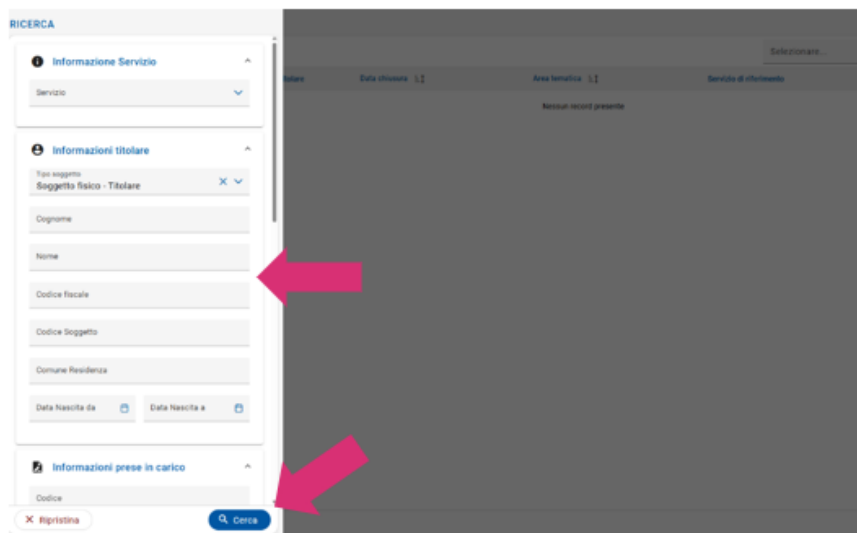 RICERCA
Informazione Servizio
Servizio
Informazioni titolare
Tipo soggetto
Soggetto fisico - Titolare
Cognome
Nome
Codice fiscale
Codice Soggetto
Comune Residenza
Data Nascita da Data Nascita a
Informazioni prese in carico
Codice
Ripristina Cerca
Selezionare...
titolare Data chiusura Area tematica Servizio di riferimento
Nessun record presente